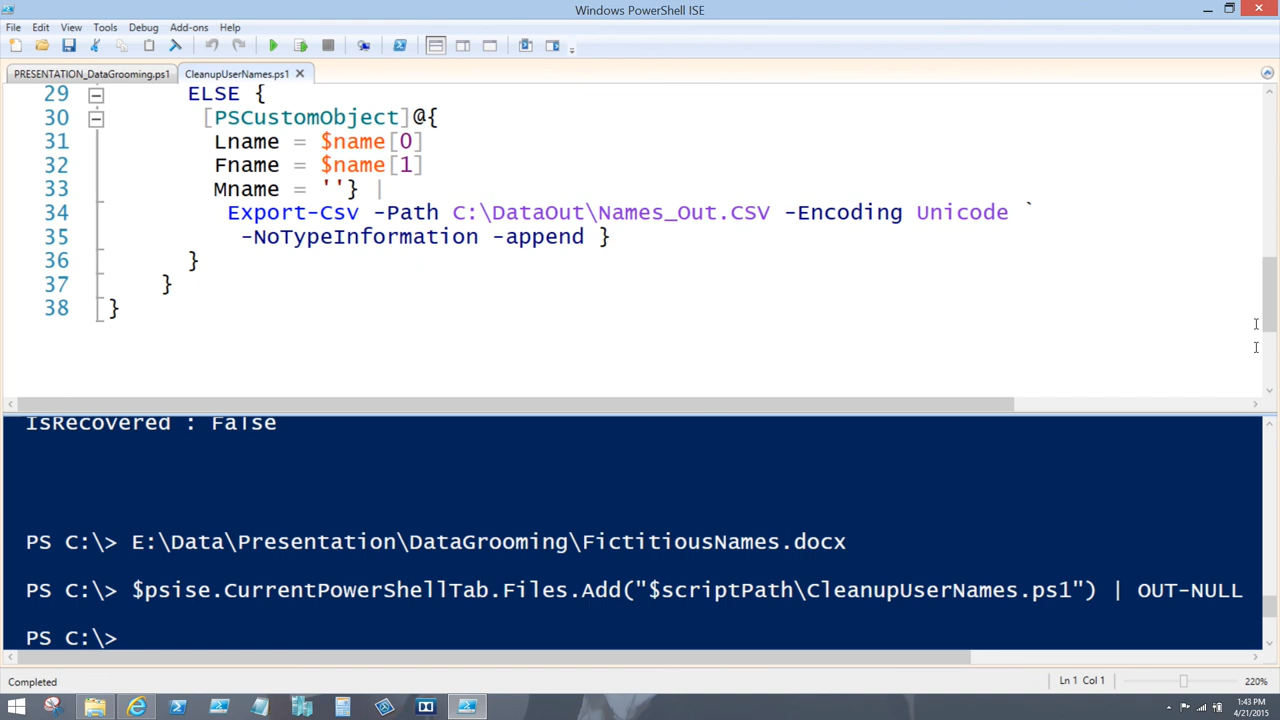 Windows PowerShell ISE
File Edit View Tools Debug Add-ons Help
PRESENTATION_DataGrooming.ps1 CleanupUserNames.ps1
29 ELSE {
30 [PSCustomObject]@{
31 Lname = $name[0]
32 Fname = $name[1]
33 Mname = ''} |
34 Export-Csv -Path C:\DataOut\Names_Out.CSV -Encoding Unicode `
35 -NoTypeInformation -append }
36 }
37 }
38 }
IsRecovered : False
PS C:\> E:\Data\Presentation\DataGrooming\FictitiousNames.docx
PS C:\> $psise.CurrentPowerShellTab.Files.Add("$scriptPath\CleanupUserNames.ps1") | OUT-NULL
PS C:\>
Completed Ln 1 Col 1 220%
1:43 PM
4/21/2015